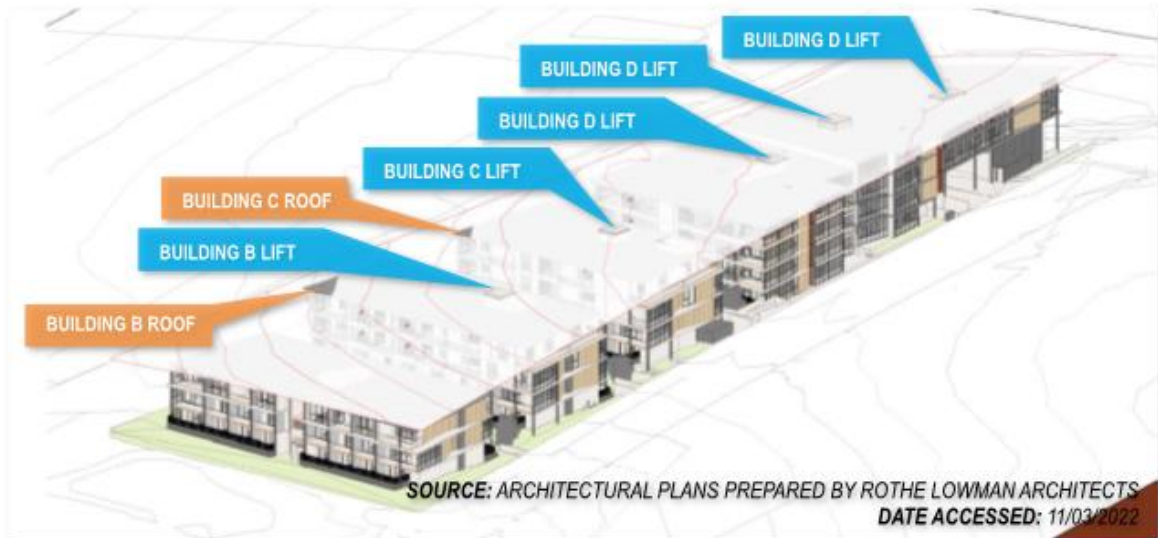 BUILDING D LIFT
BUILDING D LIFT
BUILDING D LIFT
BUILDING C LIFT
BUILDING C ROOF
BUILDING B LIFT
BUILDING B ROOF
SOURCE: ARCHITECTURAL PLANS PREPARED BY ROTHE LOWMAN ARCHITECTS
DATE ACCESSED: 11/03/2022